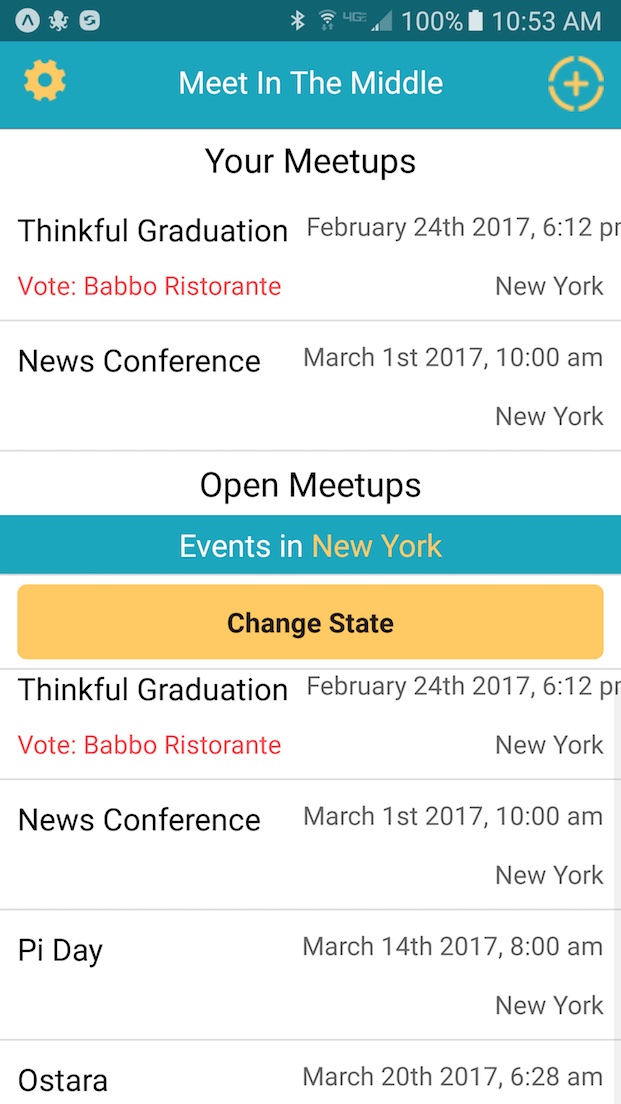 4G LTE 100% 10:53 AM
Meet In The Middle
Your Meetups
Thinkful Graduation February 24th 2017, 6:12 pm
Vote: Babbo Ristorante New York
News Conference March 1st 2017, 10:00 am
New York
Open Meetups
Events in New York
Change State
Thinkful Graduation February 24th 2017, 6:12 pm
Vote: Babbo Ristorante New York
News Conference March 1st 2017, 10:00 am
New York
Pi Day March 14th 2017, 8:00 am
New York
Ostara March 20th 2017, 6:28 am